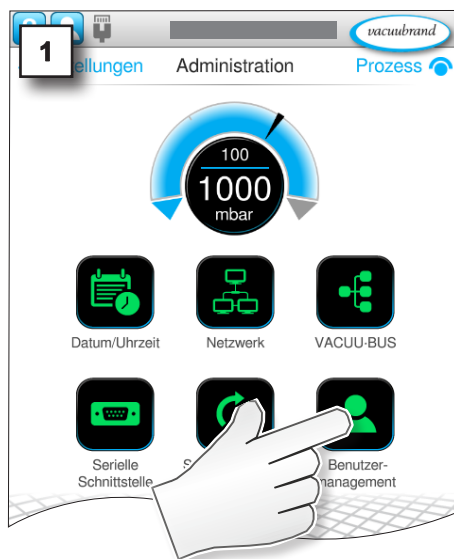 1
vacuubrand
ellungen Administration Prozess
100
1000
mbar
Datum/Uhrzeit Netzwerk VACUU·BUS
Serielle Benutzer-
Schnittstelle management